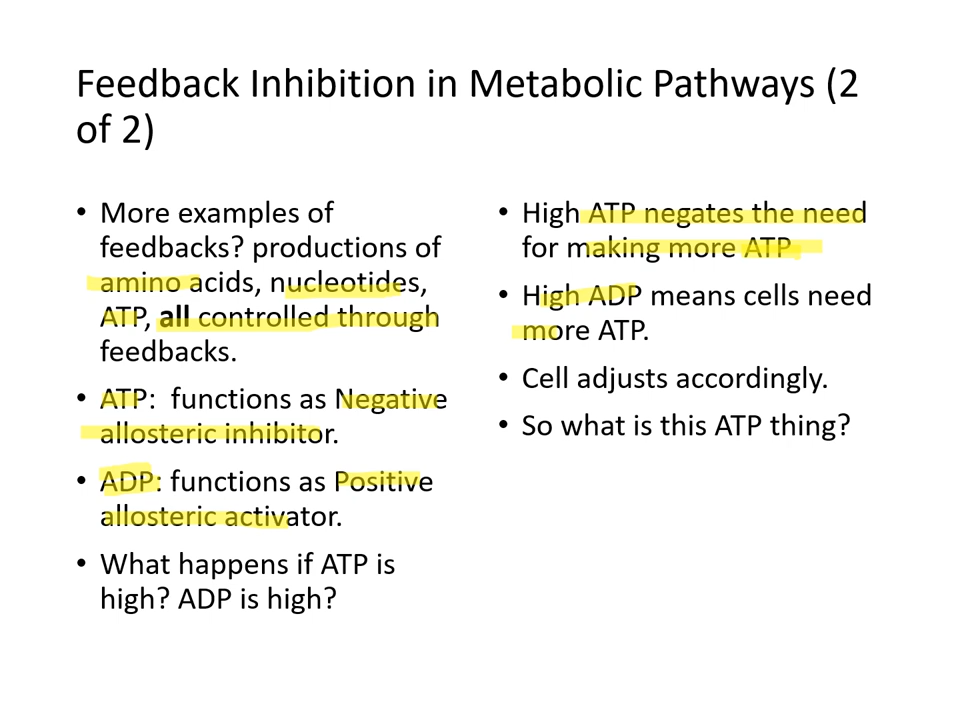 Feedback Inhibition in Metabolic Pathways (2
of 2)
• More examples of
feedbacks? productions of
amino acids, nucleotides,
ATP, all controlled through
feedbacks.
• ATP:  functions as Negative
allosteric inhibitor.
• ADP: functions as Positive
allosteric activator.
• What happens if ATP is
high? ADP is high?
• High ATP negates the need
for making more ATP.
• High ADP means cells need
more ATP.
• Cell adjusts accordingly.
• So what is this ATP thing?